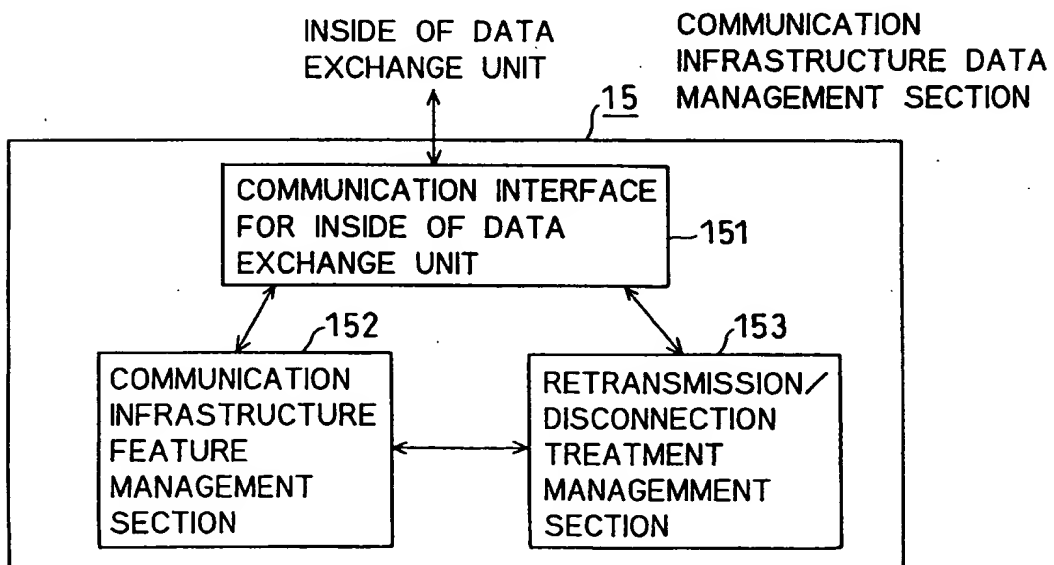 INSIDE OF DATA
EXCHANGE UNIT
COMMUNICATION
INFRASTRUCTURE DATA
MANAGEMENT SECTION
15
COMMUNICATION INTERFACE
FOR INSIDE OF DATA
EXCHANGE UNIT
151
152
COMMUNICATION
INFRASTRUCTURE
FEATURE
MANAGEMENT
SECTION
153
RETRANSMISSION/
DISCONNECTION
TREATMENT
MANAGEMMENT
SECTION